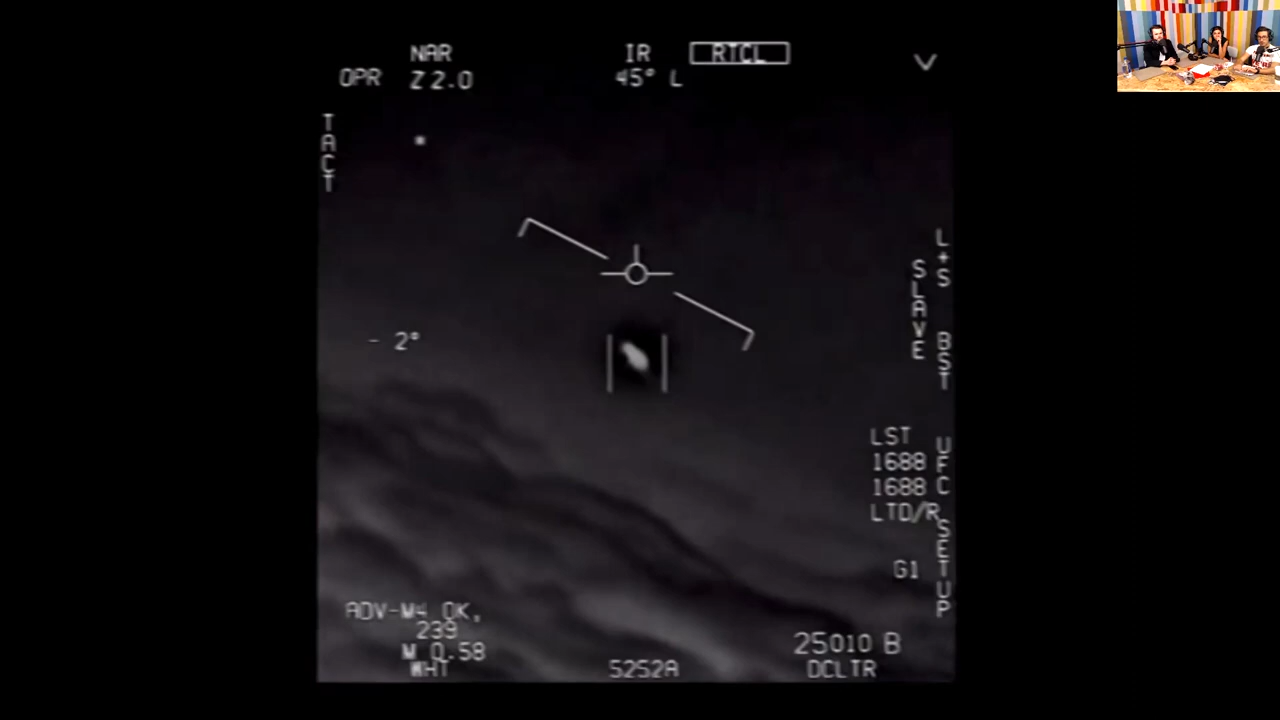 NAR IR RTCL
OPR Z 2.0 45° L
TACT
- 2°
L+S BST
SLAVE
LST
1688
1688
LTD/R
UFC
SETUP
G1
ADV-M4 OK,
239
M 0.58
WHT
5252A
25010 B
DCLTR